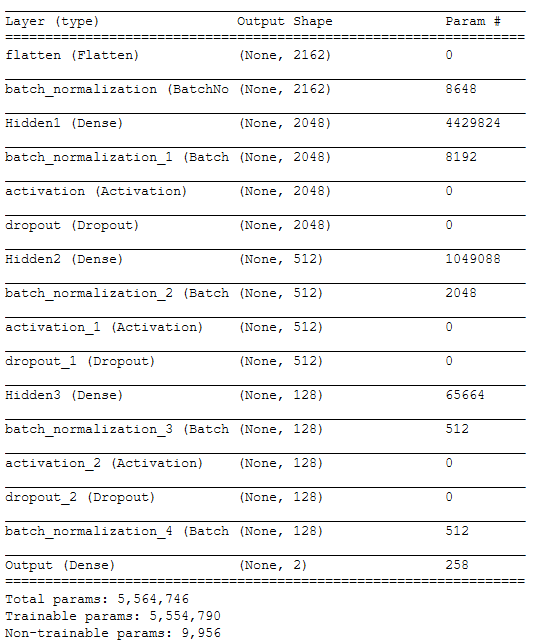 Layer (type) Output Shape Param #
=================================================================
flatten (Flatten) (None, 2162) 0
batch_normalization (BatchNo (None, 2162) 8648
Hidden1 (Dense) (None, 2048) 4429824
batch_normalization_1 (Batch (None, 2048) 8192
activation (Activation) (None, 2048) 0
dropout (Dropout) (None, 2048) 0
Hidden2 (Dense) (None, 512) 1049088
batch_normalization_2 (Batch (None, 512) 2048
activation_1 (Activation) (None, 512) 0
dropout_1 (Dropout) (None, 512) 0
Hidden3 (Dense) (None, 128) 65664
batch_normalization_3 (Batch (None, 128) 512
activation_2 (Activation) (None, 128) 0
dropout_2 (Dropout) (None, 128) 0
batch_normalization_4 (Batch (None, 128) 512
Output (Dense) (None, 2) 258
=================================================================
Total params: 5,564,746
Trainable params: 5,554,790
Non-trainable params: 9,956